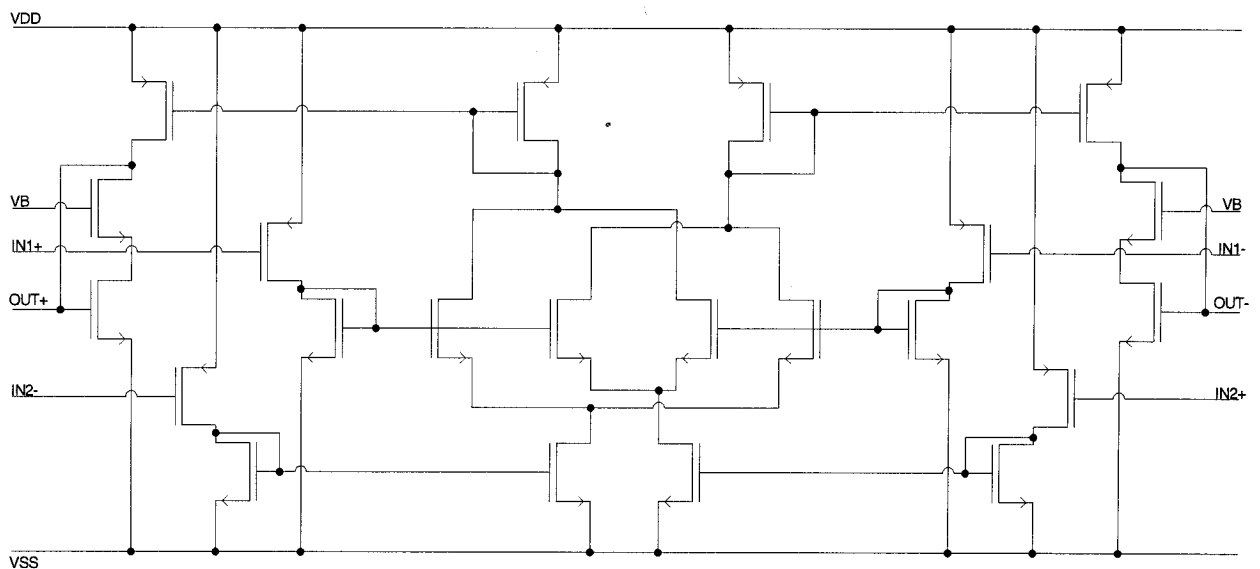 VDD
VB
VB
IN1+
IN1-
OUT+
OUT-
IN2-
IN2+
VSS